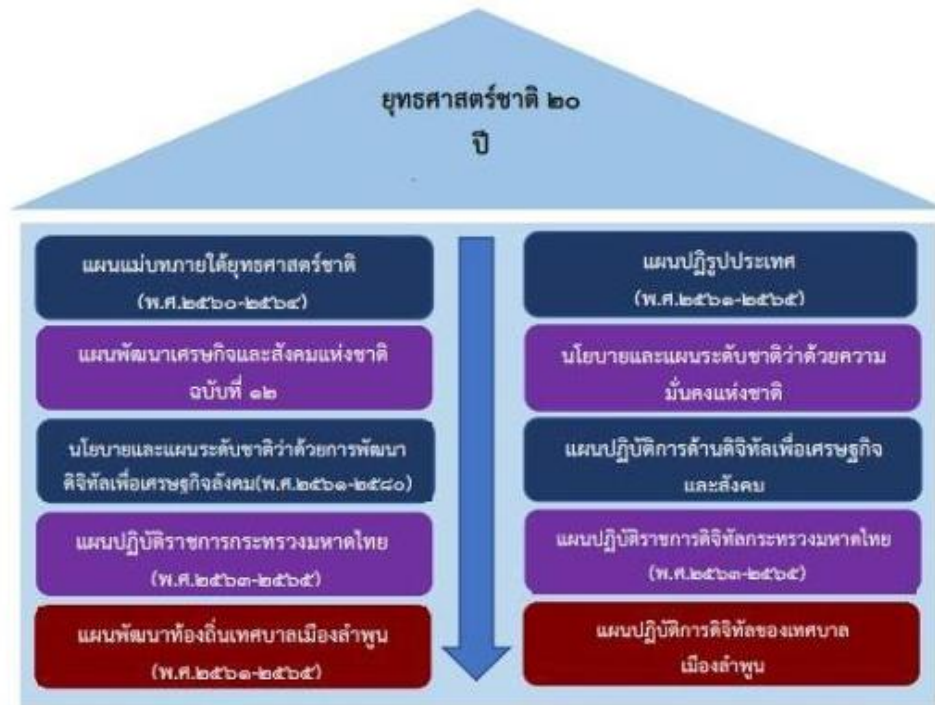 ยุทธศาสตร์ชาติ ๒๐
ปี
แผนแม่บทภายใต้ยุทธศาสตร์ชาติ
(พ.ศ.๒๕๖๐-๒๕๖๔)
แผนปฏิรูปประเทศ
(พ.ศ.๒๕๖๑-๒๕๖๕)
แผนพัฒนาเศรษฐกิจและสังคมแห่งชาติ
ฉบับที่ ๑๒
นโยบายและแผนระดับชาติว่าด้วยความ
มั่นคงแห่งชาติ
นโยบายและแผนระดับชาติว่าด้วยการพัฒนา
ดิจิทัลเพื่อเศรษฐกิจสังคม(พ.ศ.๒๕๖๑-๒๕๘๐)
แผนปฏิบัติการด้านดิจิทัลเพื่อเศรษฐกิจ
และสังคม
แผนปฏิบัติราชการกระทรวงมหาดไทย
(พ.ศ.๒๕๖๓-๒๕๖๕)
แผนปฏิบัติราชการดิจิทัลกระทรวงมหาดไทย
(พ.ศ.๒๕๖๓-๒๕๖๕)
แผนพัฒนาท้องถิ่นเทศบาลเมืองลำพูน
(พ.ศ.๒๕๖๑-๒๕๖๕)
แผนปฏิบัติการดิจิทัลของเทศบาล
เมืองลำพูน